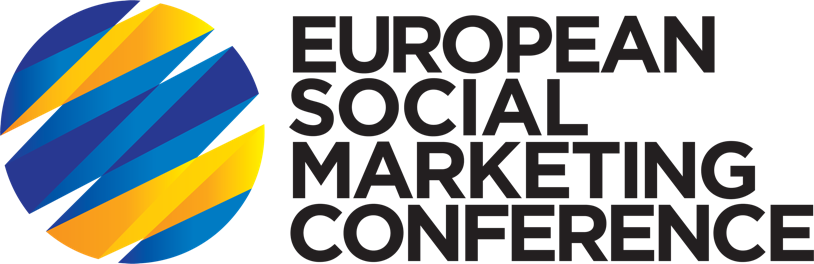 EUROPEAN
SOCIAL
MARKETING
CONFERENCE